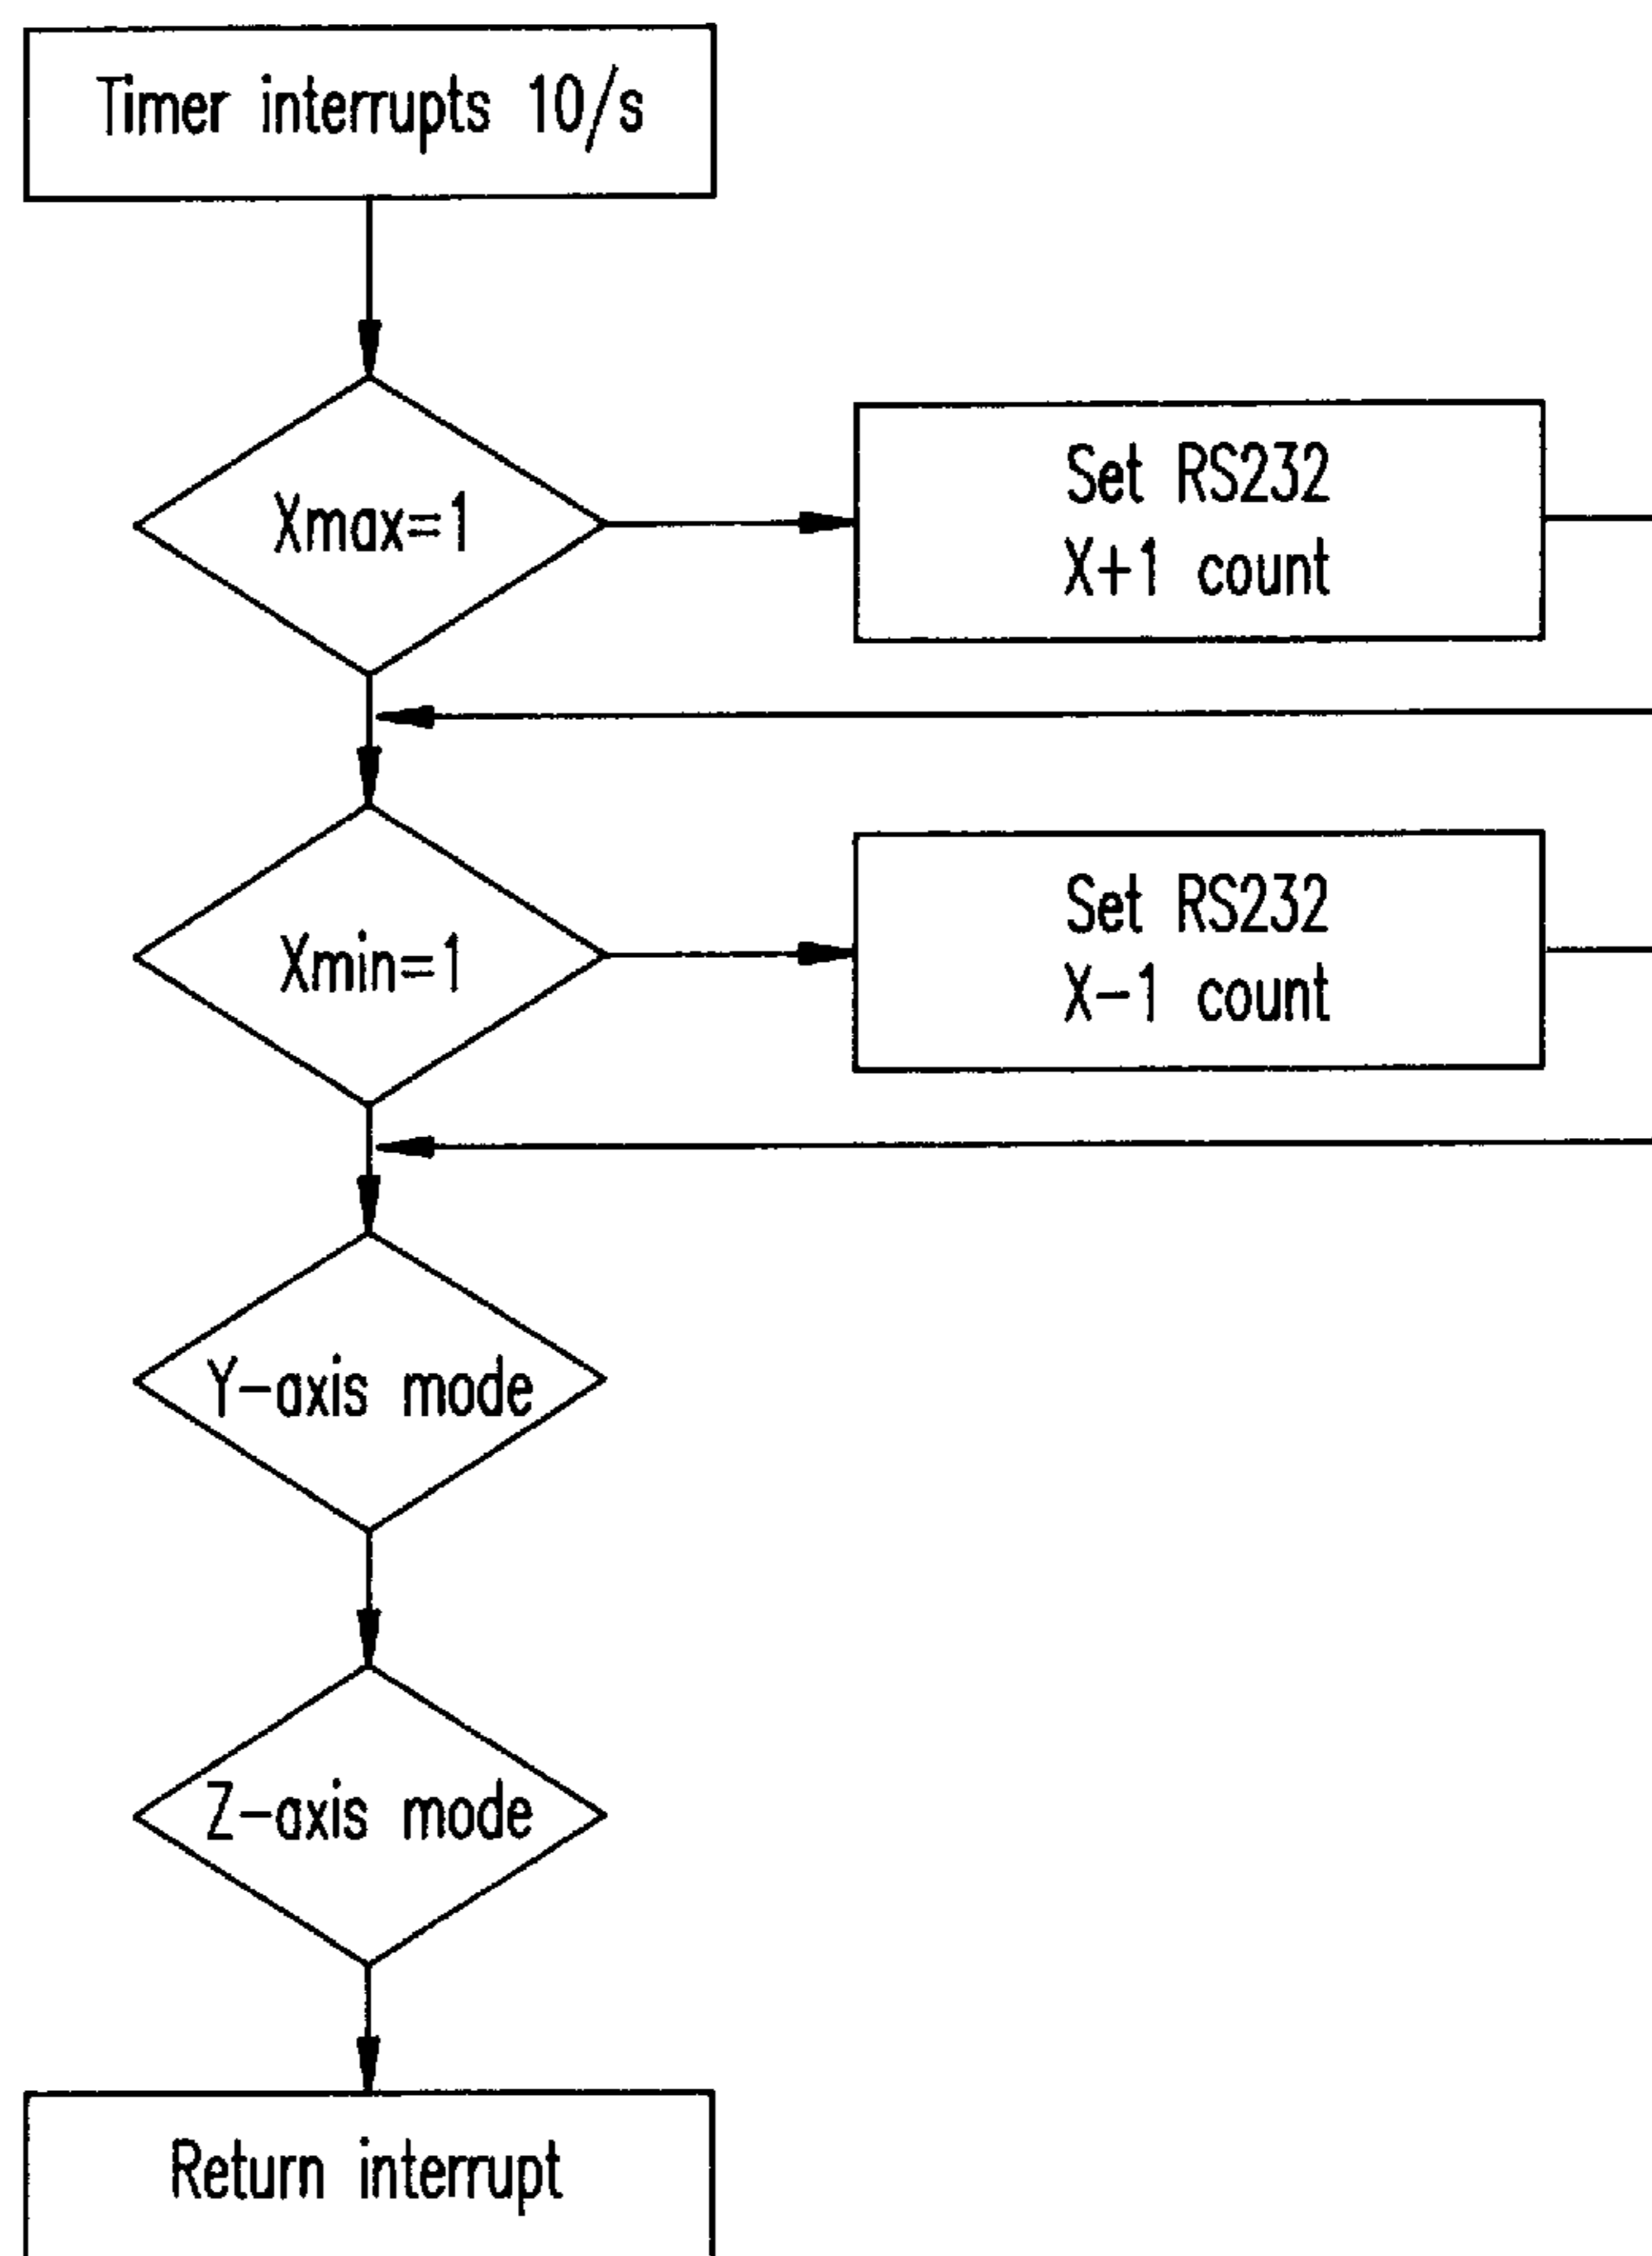 Timer interrupts 10/s
Xmax=1
Set RS232
X+1 count
Xmin=1
Set RS232
X-1 count
Y-axis mode
Z-axis mode
Return interrupt